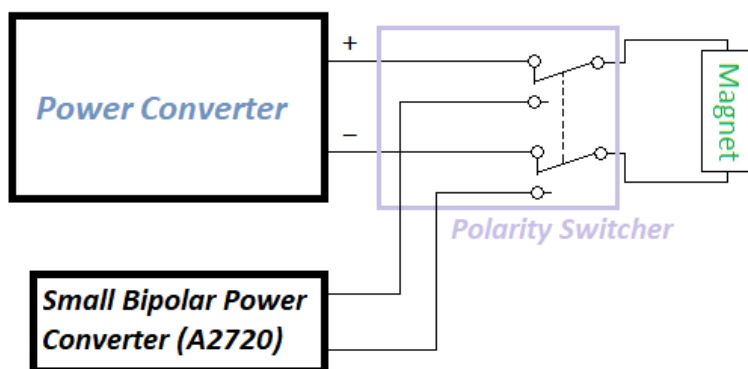 +
Power Converter
Magnet
−
Polarity Switcher
Small Bipolar Power
Converter (A2720)